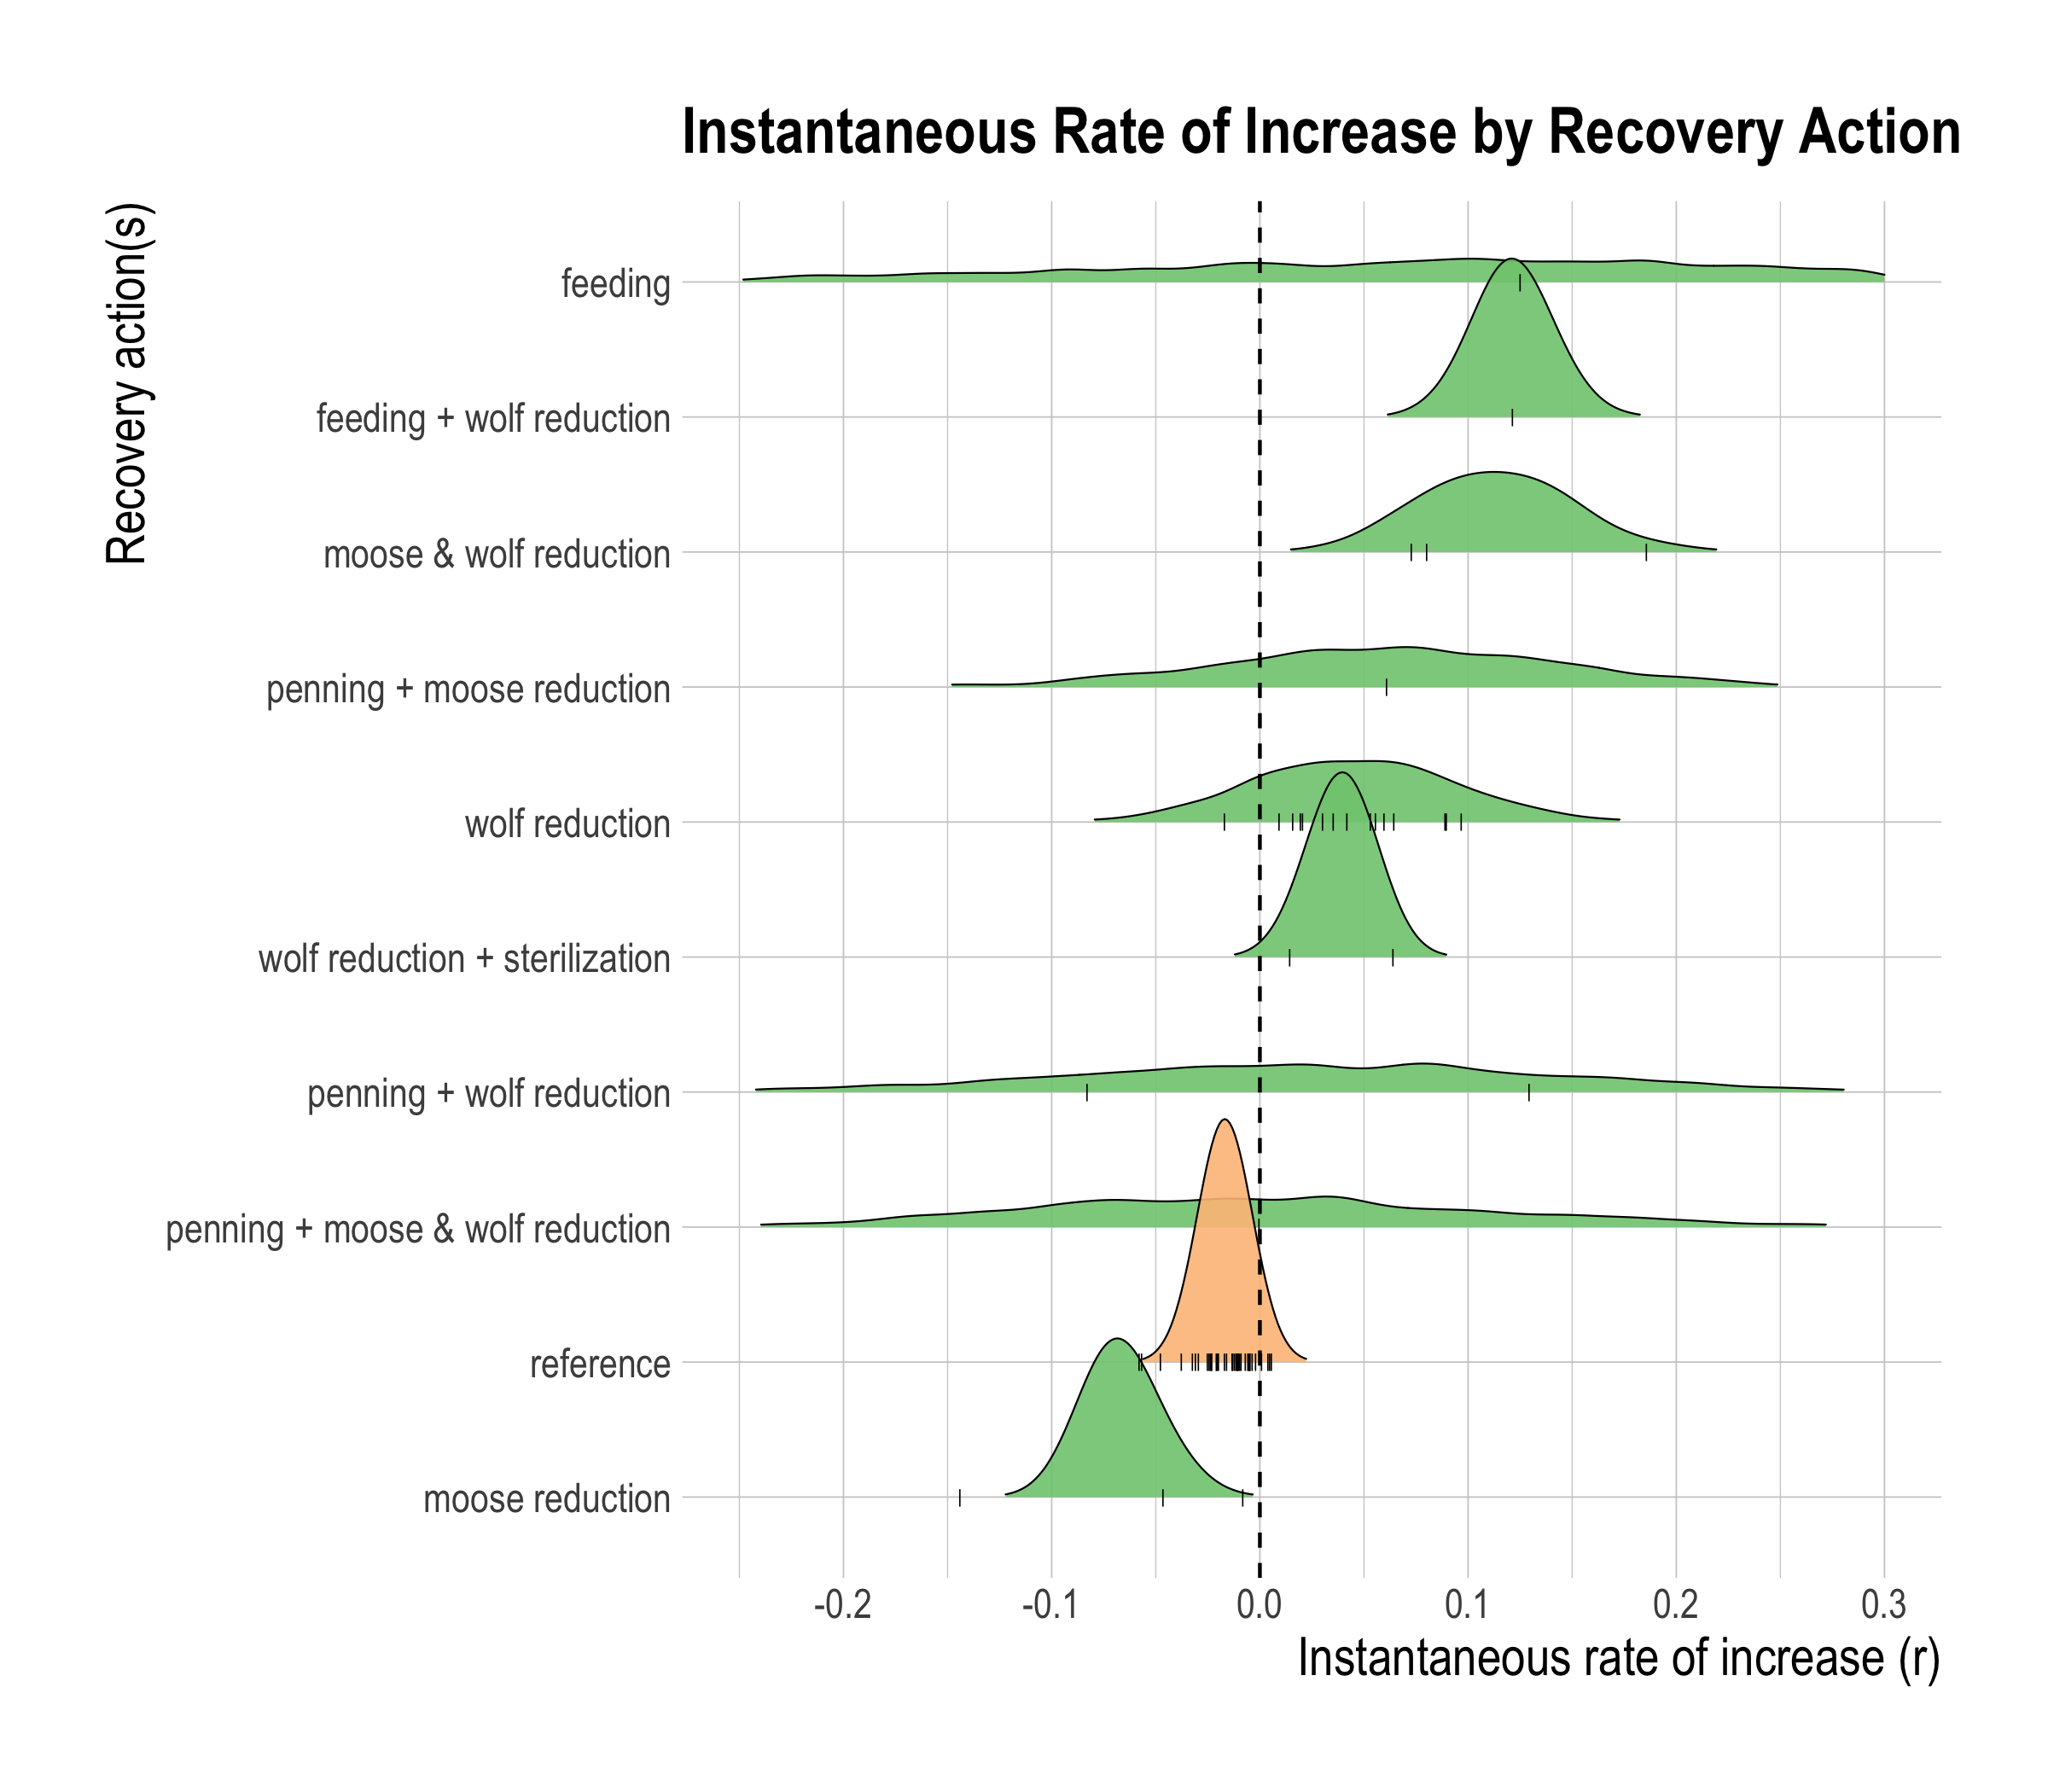 Instantaneous Rate of Increase by Recovery Action
Recovery action(s)
feeding
feeding + wolf reduction
moose & wolf reduction
penning + moose reduction
wolf reduction
wolf reduction + sterilization
penning + wolf reduction
penning + moose & wolf reduction
reference
moose reduction
-0.2 -0.1 0.0 0.1 0.2 0.3
Instantaneous rate of increase (r)